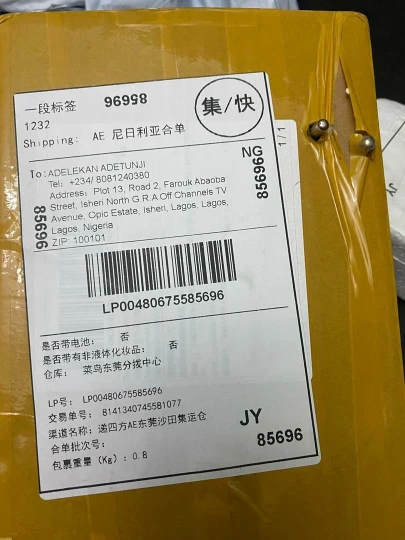 一段标签
85696
集/快
1232
Shipping: AE 尼日利亚合单
1/1
To:ADELEKAN ADETUNJI
Tel: +234/ 8081240380
Address: Plot 13, Road 2, Farouk Abaoba
Street, Isheri North G.R.A Off Channels TV
Avenue, Opic Estate, Isheri, Lagos, Lagos,
Lagos, Nigeria
ZIP: 100101
85696
NG
85696
LP00480675585696
是否带电池: 否
是否带有非液体化妆品: 否
仓库: 菜鸟东莞分拨中心
LP号: LP00480675585696
交易单号: 8141340745581077
渠道名称: 递四方AE东莞沙田集运仓
合单批次号:
包裹重量 (Kg): 0.8
JY
85696